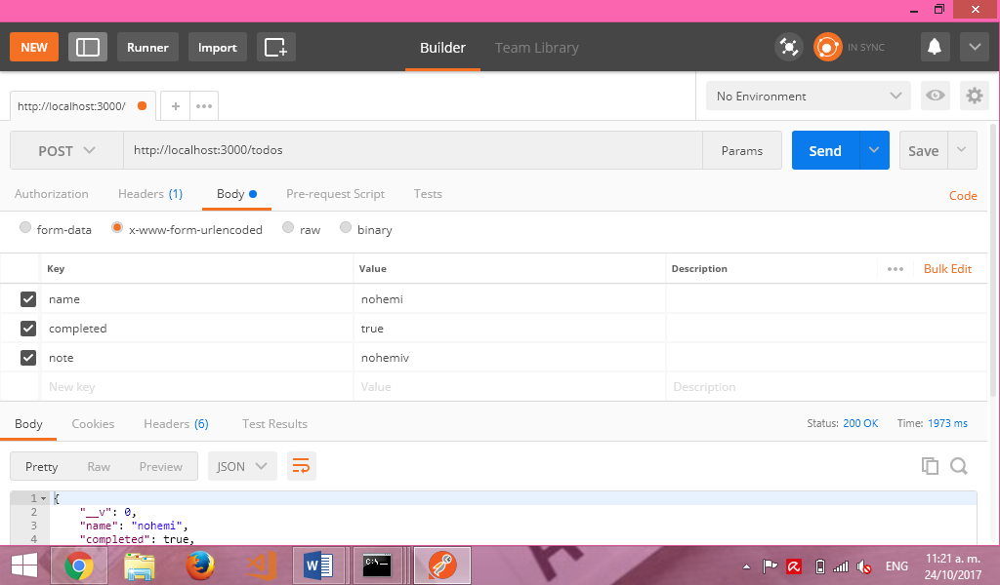 NEW Runner Import Builder Team Library IN SYNC
http://localhost:3000/ + ••• No Environment
POST http://localhost:3000/todos Params Send Save
Authorization Headers (1) Body Pre-request Script Tests Code
form-data x-www-form-urlencoded raw binary
Key Value Description ••• Bulk Edit
name nohemi
completed true
note nohemiv
New key Value Description
Body Cookies Headers (6) Test Results Status: 200 OK Time: 1973 ms
Pretty Raw Preview JSON
1 {
2 "__v": 0,
3 "name": "nohemi",
4 "completed": true,
ENG 11:21 a. m.
24/10/2017